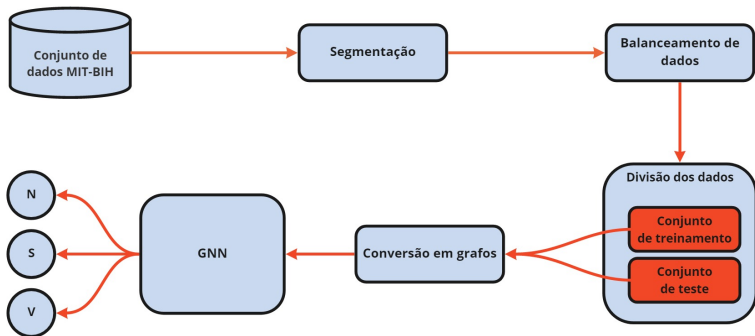 Conjunto de
dados MIT-BIH
Segmentação
Balanceamento de
dados
Divisão dos dados
Conjunto
de treinamento
Conjunto
de teste
Conversão em grafos
GNN
N
S
V